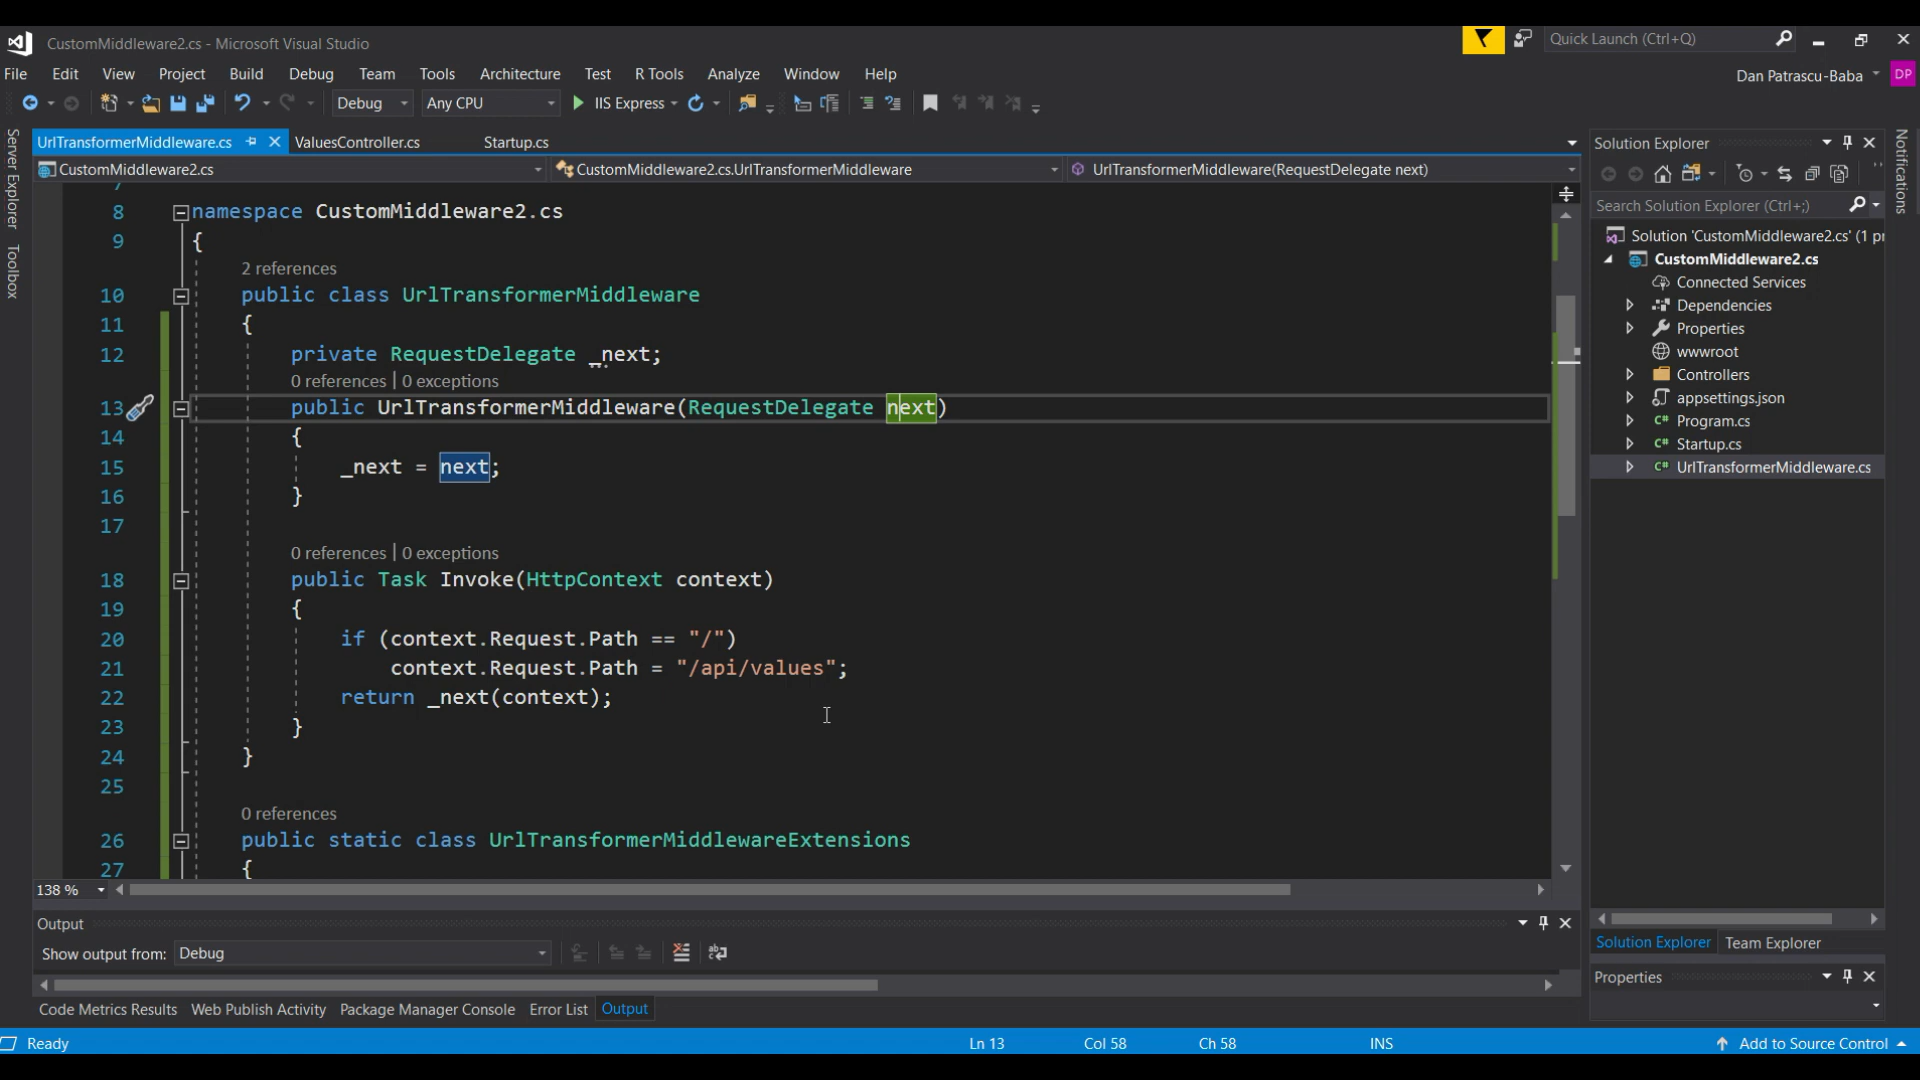 CustomMiddleware2.cs - Microsoft Visual Studio
Quick Launch (Ctrl+Q)
File Edit View Project Build Debug Team Tools Architecture Test R Tools Analyze Window Help
Dan Patrascu-Baba
DP
Debug
Any CPU
IIS Express
UrlTransformerMiddleware.cs
ValuesController.cs
Startup.cs
CustomMiddleware2.cs
CustomMiddleware2.cs.UrlTransformerMiddleware
UrlTransformerMiddleware(RequestDelegate next)
Server Explorer
Toolbox
8 namespace CustomMiddleware2.cs
9 {
2 references
10 public class UrlTransformerMiddleware
11 {
12 private RequestDelegate _next;
0 references | 0 exceptions
13 public UrlTransformerMiddleware(RequestDelegate next)
14 {
15 _next = next;
16 }
17
0 references | 0 exceptions
18 public Task Invoke(HttpContext context)
19 {
20 if (context.Request.Path == "/")
21 context.Request.Path = "/api/values";
22 return _next(context);
23 }
24 }
25
0 references
26 public static class UrlTransformerMiddlewareExtensions
27 {
138 %
Output
Show output from: Debug
Code Metrics Results
Web Publish Activity
Package Manager Console
Error List
Output
Solution Explorer
Search Solution Explorer (Ctrl+;)
Solution 'CustomMiddleware2.cs' (1 pr
CustomMiddleware2.cs
Connected Services
Dependencies
Properties
wwwroot
Controllers
appsettings.json
C# Program.cs
C# Startup.cs
C# UrlTransformerMiddleware.cs
Solution Explorer
Team Explorer
Properties
Notifications
Ready
Ln 13
Col 58
Ch 58
INS
Add to Source Control